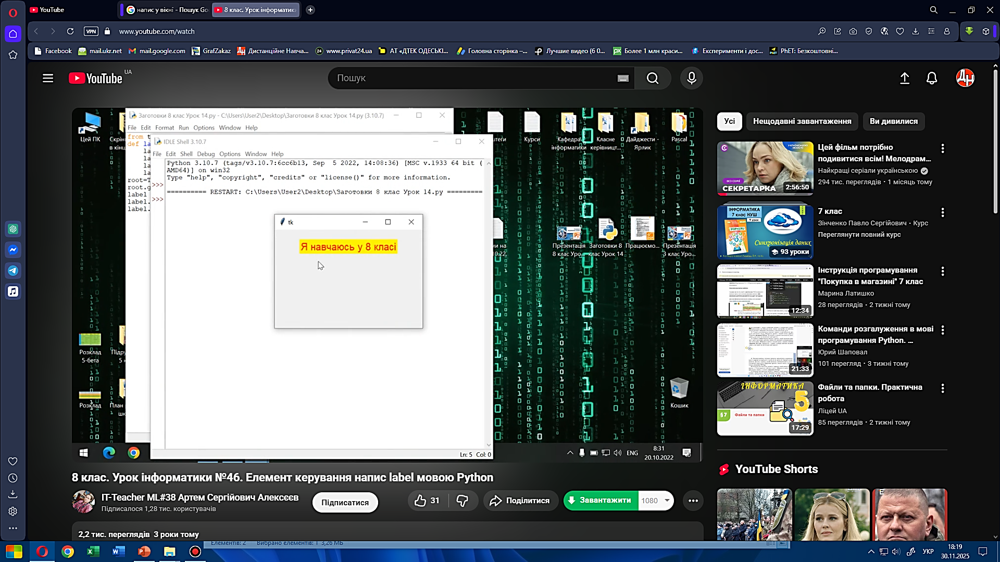 YouTube
напис у вікні - Пошук Go
8 клас. Урок інформатики
VPN
www.youtube.com/watch
Facebook
mail.ukr.net
mail.google.com
GrafZakaz
Дистанційне Навча...
www.privat24.ua
АТ «ДТЕК ОДЕСЬКІ...
Головна сторінка –...
Лучшие видео (6 0...
Более 1 млн краси...
Експерименти і дос...
PhET: Безкоштовні...
YouTube UA
Пошук
Заготовки 8 клас Урок 14.py - C:\Users\User2\Desktop\Заготовки 8 клас Урок 14.py (3.10.7)
File Edit Format Run Options Window Help
from t
def la
la
la
la
la
root=T
root.g
label
label.
label.
IDLE Shell 3.10.7
File Edit Shell Debug Options Window Help
Python 3.10.7 (tags/v3.10.7:6cc6b13, Sep 5 2022, 14:08:36) [MSC v.1933 64 bit (
AMD64)] on win32
Type "help", "copyright", "credits" or "license()" for more information.
>>>
========== RESTART: C:\Users\User2\Desktop\Заготовки 8 клас Урок 14.py =========
>>>
tk
Я навчаюсь у 8 класі
Ln: 5 Col: 0
Цей ПК
Скрін
в кінц
Курси
Кафедра
інформатики
Класне
керівницт...
Дайджести -
Ярлик
Pascal
Презентація
8 клас Уро...
Заготовки 8
клас Урок 14
Працюємо...
Презентація
Розклад
5-бета
Підру
5 к
Розклад
План
шк
Кошик
ENG
8:31
20.10.2022
8 клас. Урок інформатики №46. Елемент керування напис label мовою Python
IT-Teacher ML#38 Артем Сергійович Алексєєв
Підписалося 1,28 тис. користувачів
Підписатися
31
Поділитися
Завантажити
1080
2,2 тис. переглядів 3 роки тому
Усі
Нещодавні завантаження
Ви дивилися
УКРАЇНСЬКОЮ
МОВОЮ
ВСІ СЕРІЇ
СЕКРЕТАРКА
2:56:50
Цей фільм потрібно
подивитися всім! Мелодрам...
Найкращі серіали українською
294 тис. переглядів • 1 місяць тому
ІНФОРМАТИКА
7 клас НУШ
9 урок
Синхронізація даних
93 уроки
7 клас
Зінченко Павло Сергійович • Курс
Переглянути повний курс
12:34
Інструкція програмування
"Покупка в магазині" 7 клас
Марина Латишко
28 переглядів • 2 тижні тому
21:33
Команди розгалуження в мові
програмування Python. ...
Юрий Шаповал
101 перегляд • 3 тижні тому
ІНФОРМАТИКА
5
§7
Файли та папки
17:29
Файли та папки. Практична
робота
Ліцей UA
85 переглядів • 2 тижні тому
YouTube Shorts
Елементів: 2 Вибрано елементів: 1 3,26 МБ
УКР
18:19
30.11.2025